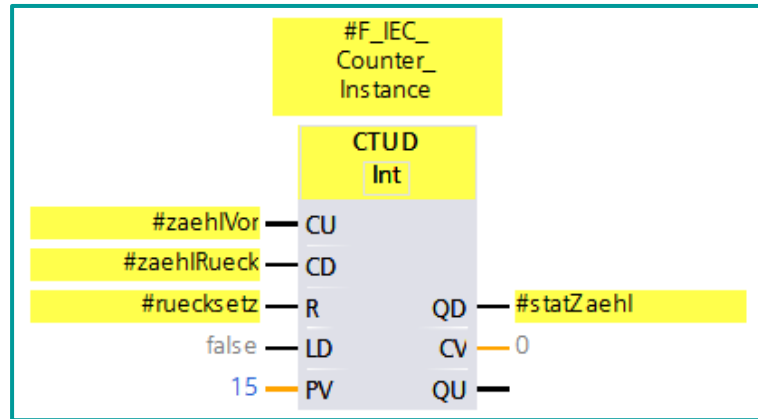 #F_IEC_
Counter_
Instance
CTUD
Int
#zaehlVor CU
#zaehlRueck CD
#ruecksetz R QD #statZaehl
false LD CV 0
15 PV QU